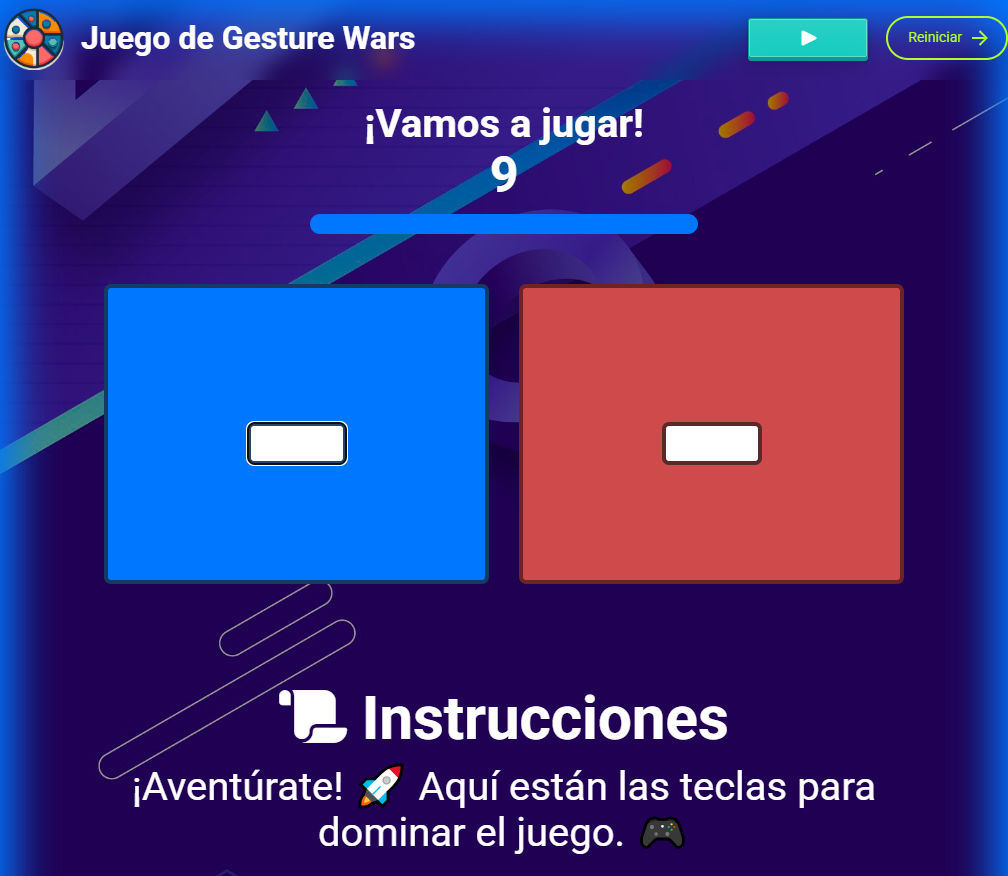 Juego de Gesture Wars
Reiniciar
¡Vamos a jugar!
9
Instrucciones
¡Aventúrate! 🚀 Aquí están las teclas para
dominar el juego. 🎮